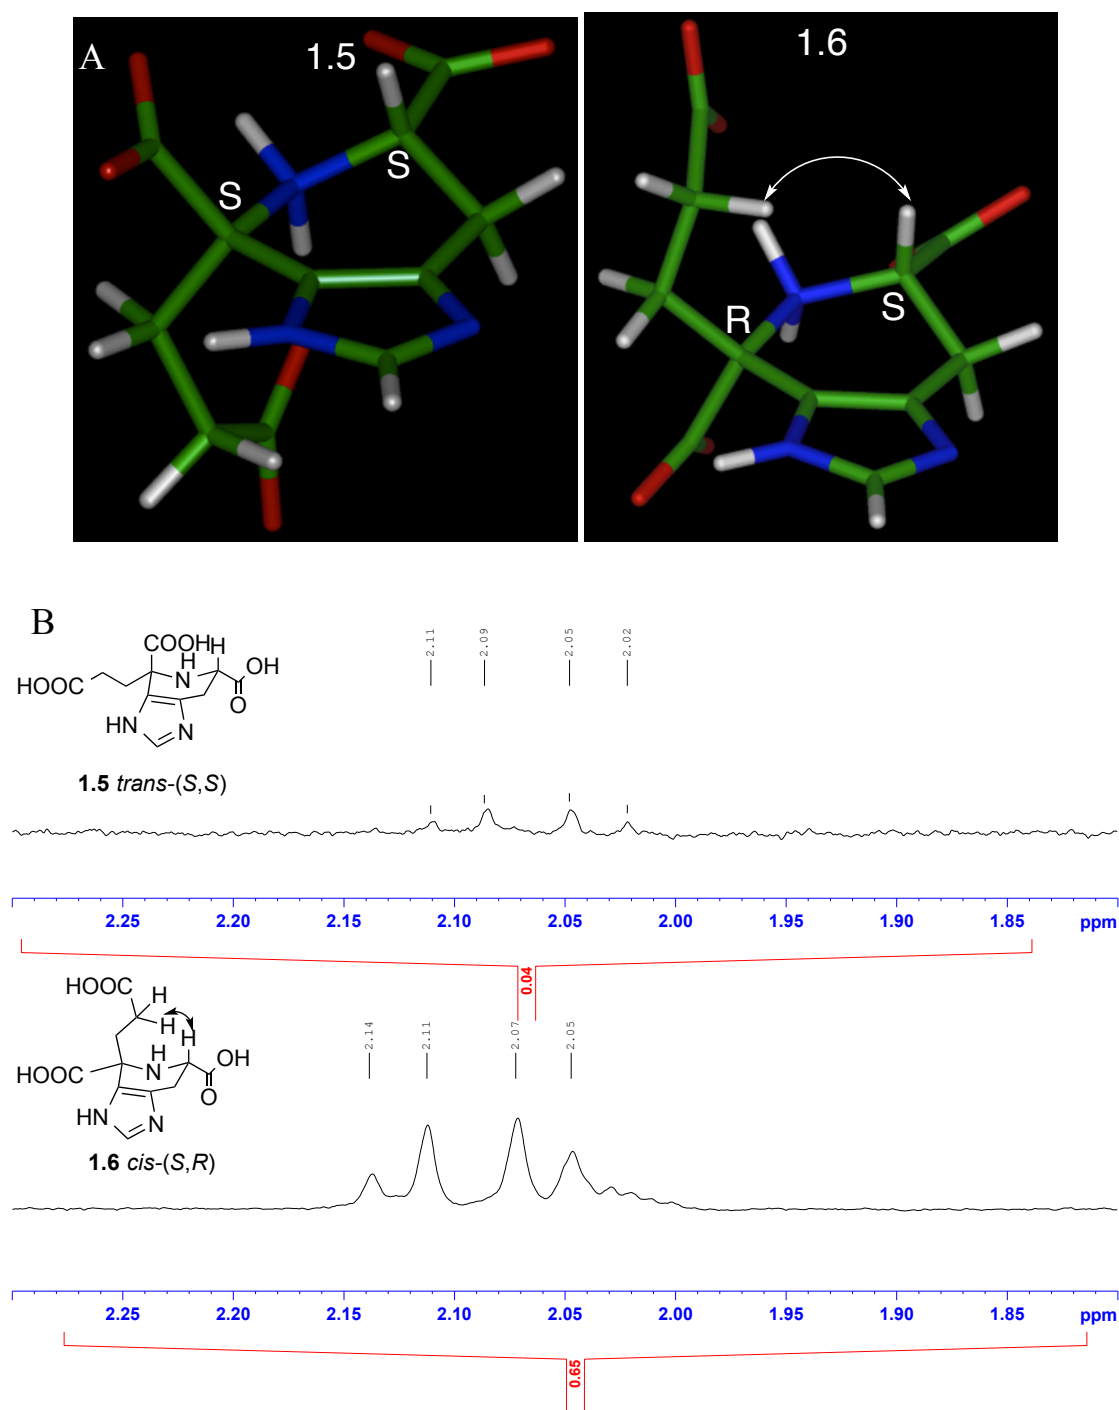 A
1.5
S
S
1.6
R
S
B
COOH
H
H
N
OH
HOOC
O
HN
N
1.5 trans-(S,S)
2.11
2.09
2.05
2.02
2.25 2.20 2.15 2.10 2.05 2.00 1.95 1.90 1.85 ppm
0.04
HOOC
H
H
H
H
N
OH
HOOC
O
HN
N
1.6 cis-(S,R)
2.14
2.11
2.07
2.05
2.25 2.20 2.15 2.10 2.05 2.00 1.95 1.90 1.85 ppm
0.65